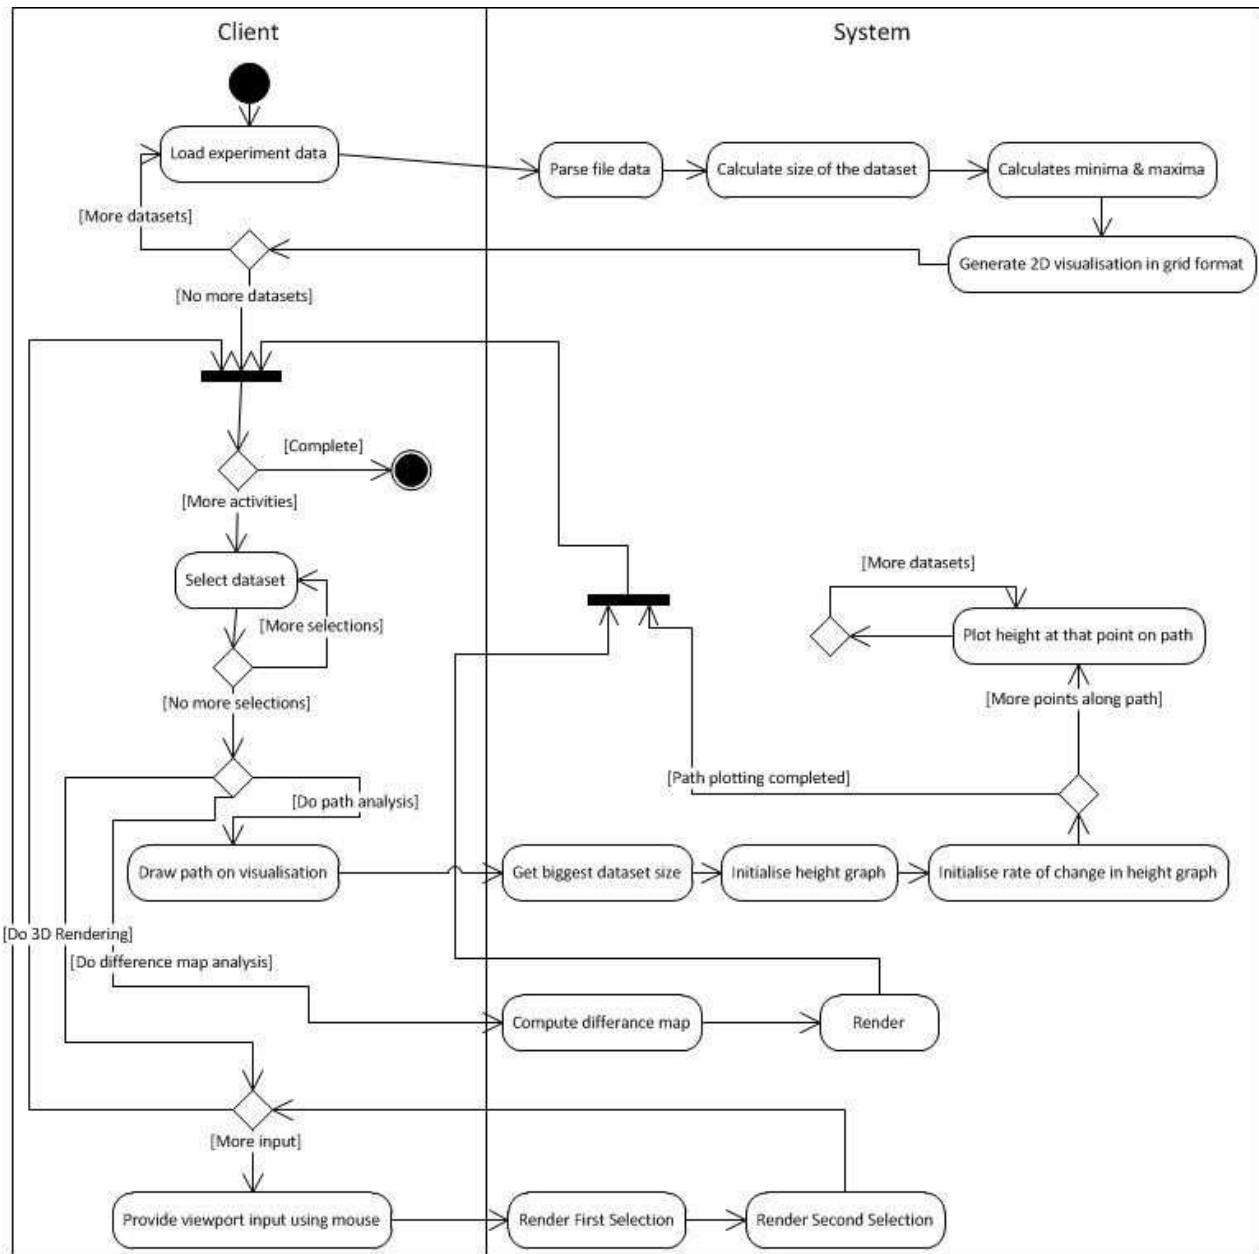 Client
System
Load experiment data
Parse file data
Calculate size of the dataset
Calculates minima & maxima
[More datasets]
Generate 2D visualisation in grid format
[No more datasets]
[Complete]
[More activities]
Select dataset
[More selections]
[No more selections]
[More datasets]
Plot height at that point on path
[More points along path]
[Path plotting completed]
[Do path analysis]
Draw path on visualisation
Get biggest dataset size
Initialise height graph
Initialise rate of change in height graph
[Do 3D Rendering]
[Do difference map analysis]
Compute differance map
Render
[More input]
Provide viewport input using mouse
Render First Selection
Render Second Selection